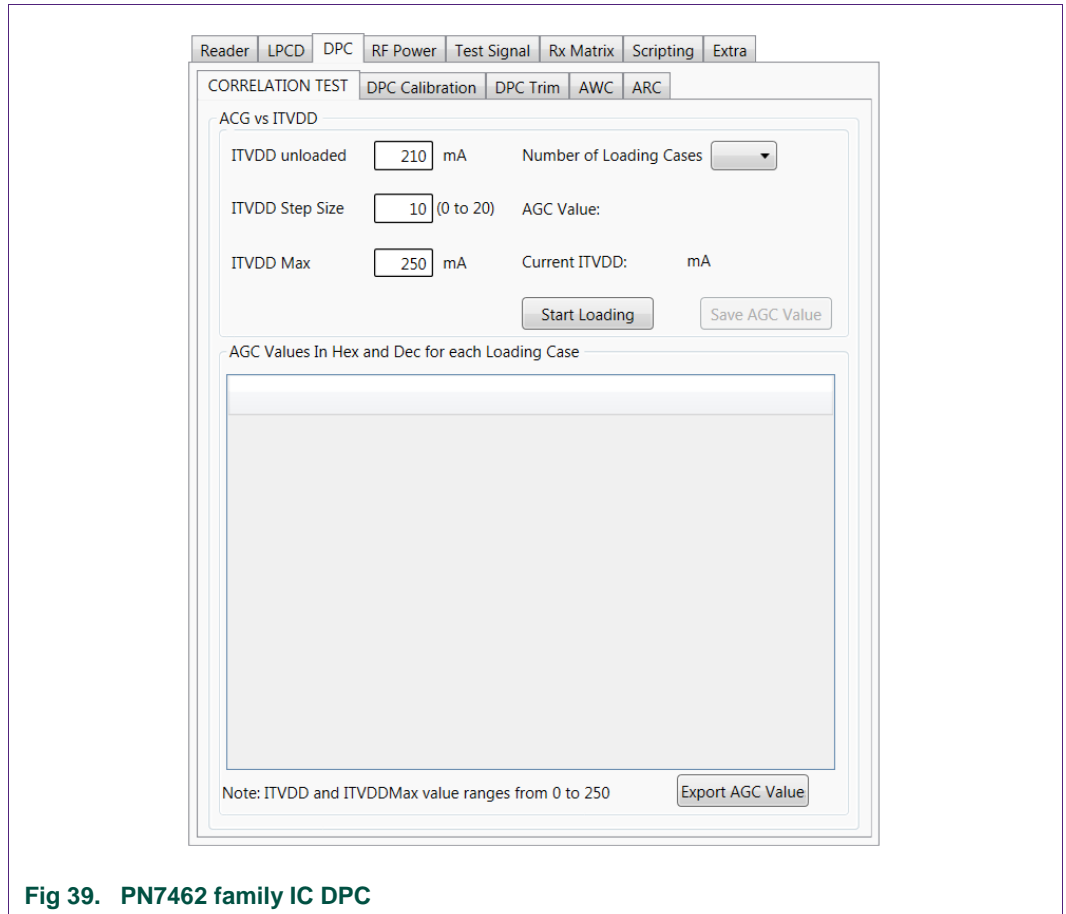 Reader LPCD DPC RF Power Test Signal Rx Matrix Scripting Extra
CORRELATION TEST DPC Calibration DPC Trim AWC ARC
ACG vs ITVDD
ITVDD unloaded 210 mA Number of Loading Cases
ITVDD Step Size 10 (0 to 20) AGC Value:
ITVDD Max 250 mA Current ITVDD: mA
Start Loading Save AGC Value
AGC Values In Hex and Dec for each Loading Case
Note: ITVDD and ITVDDMax value ranges from 0 to 250 Export AGC Value
Fig 39. PN7462 family IC DPC